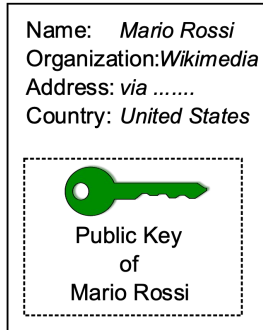 Name: Mario Rossi
Organization:Wikimedia
Address: via .......
Country: United States
Public Key
of
Mario Rossi